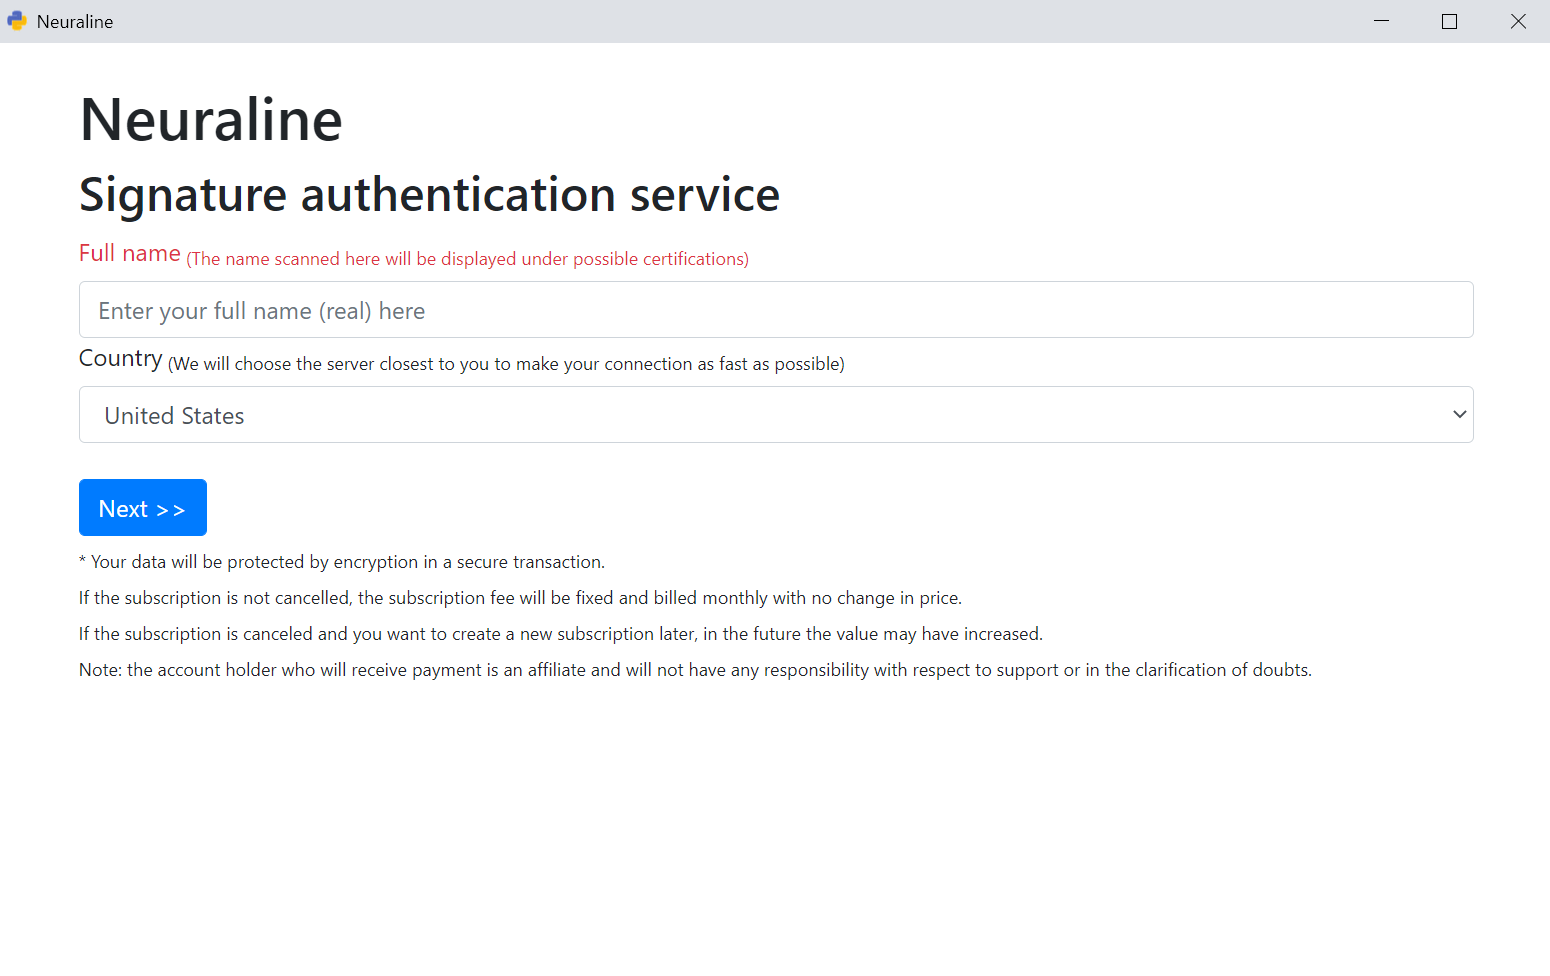 Neuraline
Neuraline
Signature authentication service
Full name (The name scanned here will be displayed under possible certifications)
Enter your full name (real) here
Country (We will choose the server closest to you to make your connection as fast as possible)
United States
Next >>
* Your data will be protected by encryption in a secure transaction.
If the subscription is not cancelled, the subscription fee will be fixed and billed monthly with no change in price.
If the subscription is canceled and you want to create a new subscription later, in the future the value may have increased.
Note: the account holder who will receive payment is an affiliate and will not have any responsibility with respect to support or in the clarification of doubts.